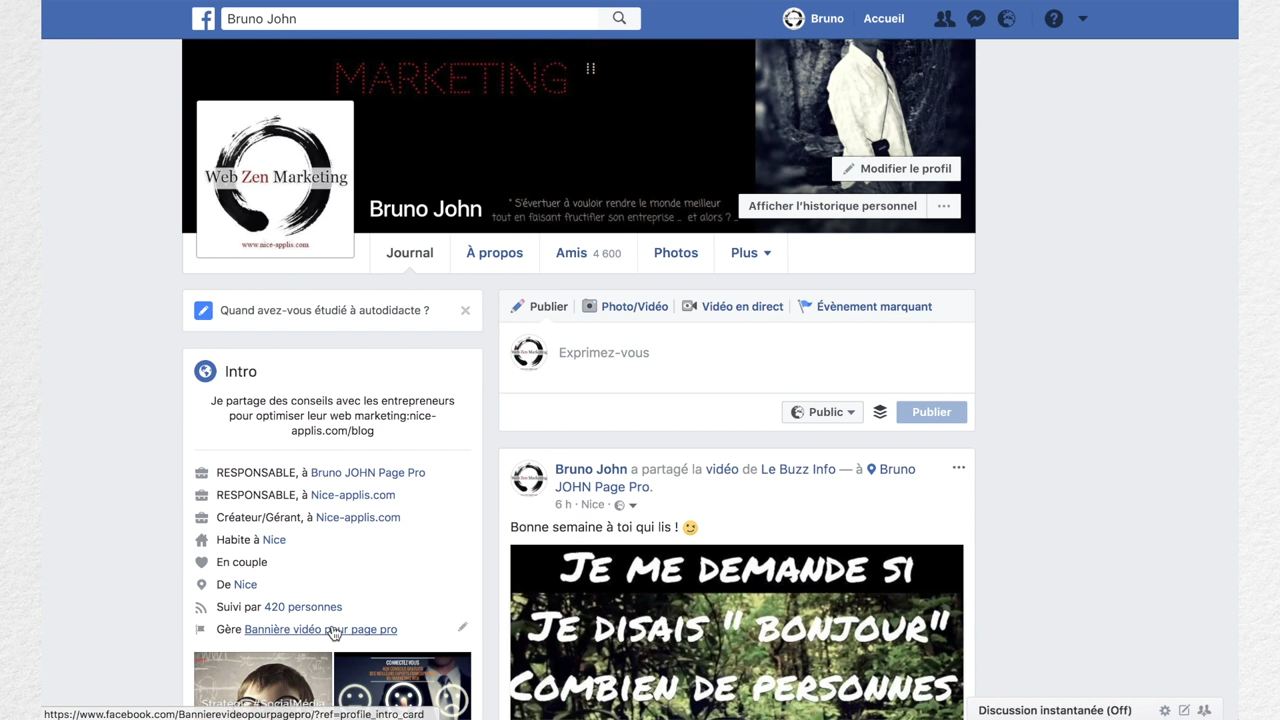 Bruno John
Bruno
Accueil
MARKETING
Web Zen Marketing
www.nice-applis.com
Bruno John
" S'évertuer à vouloir rendre le monde meilleur
tout en faisant fructifier son entreprise .. et alors ? ..
Modifier le profil
Afficher l'historique personnel
Journal
À propos
Amis 4 600
Photos
Plus
Quand avez-vous étudié à autodidacte ?
Intro
Je partage des conseils avec les entrepreneurs
pour optimiser leur web marketing:nice-
applis.com/blog
RESPONSABLE, à Bruno JOHN Page Pro
RESPONSABLE, à Nice-applis.com
Créateur/Gérant, à Nice-applis.com
Habite à Nice
En couple
De Nice
Suivi par 420 personnes
Gère Bannière vidéo pour page pro
CONNECTEZ VOUS
Stratégie #SocialMedia
Publier
Photo/Vidéo
Vidéo en direct
Évènement marquant
Exprimez-vous
Public
Publier
Bruno John a partagé la vidéo de Le Buzz Info — à Bruno
JOHN Page Pro.
6 h · Nice ·
Bonne semaine à toi qui lis !
JE ME DEMANDE SI
JE DISAIS " BONJOUR"
COMBIEN DE PERSONNES
https://www.facebook.com/Bannierevideopourpagepro/?ref=profile_intro_card
Discussion instantanée (Off)